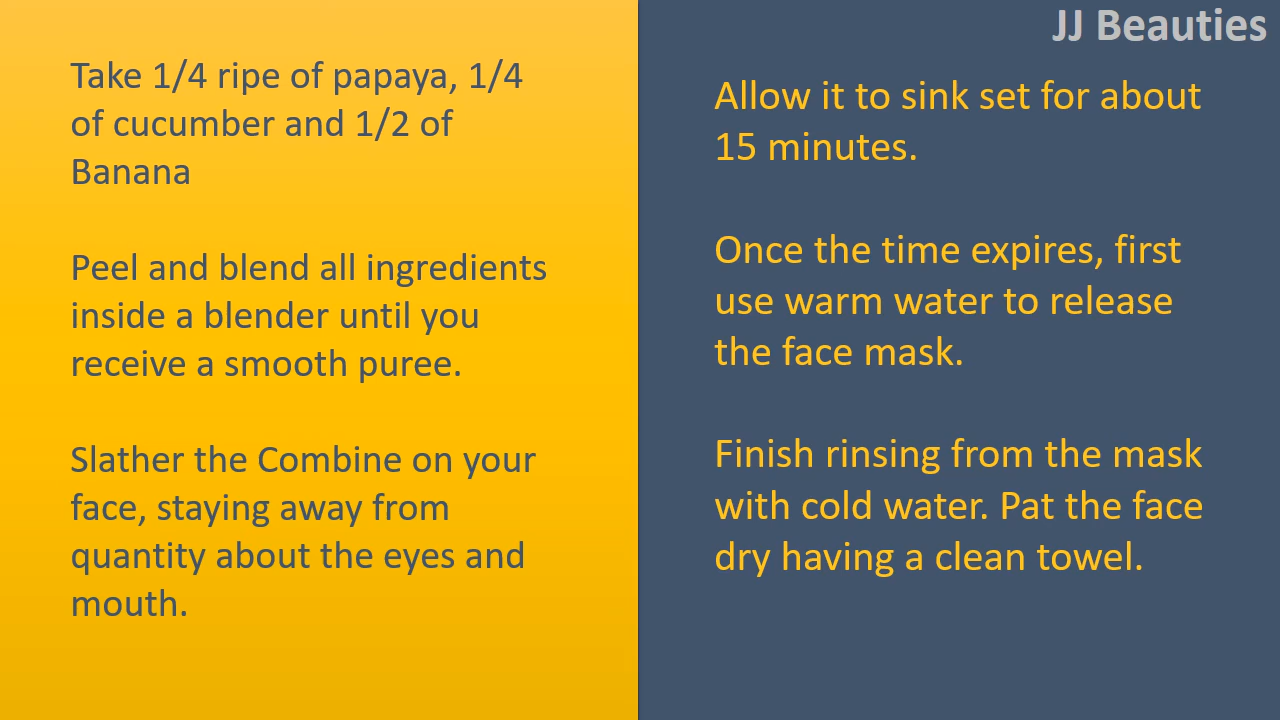 JJ Beauties
Take 1/4 ripe of papaya, 1/4
of cucumber and 1/2 of
Banana
Peel and blend all ingredients
inside a blender until you
receive a smooth puree.
Slather the Combine on your
face, staying away from
quantity about the eyes and
mouth.
Allow it to sink set for about
15 minutes.
Once the time expires, first
use warm water to release
the face mask.
Finish rinsing from the mask
with cold water. Pat the face
dry having a clean towel.